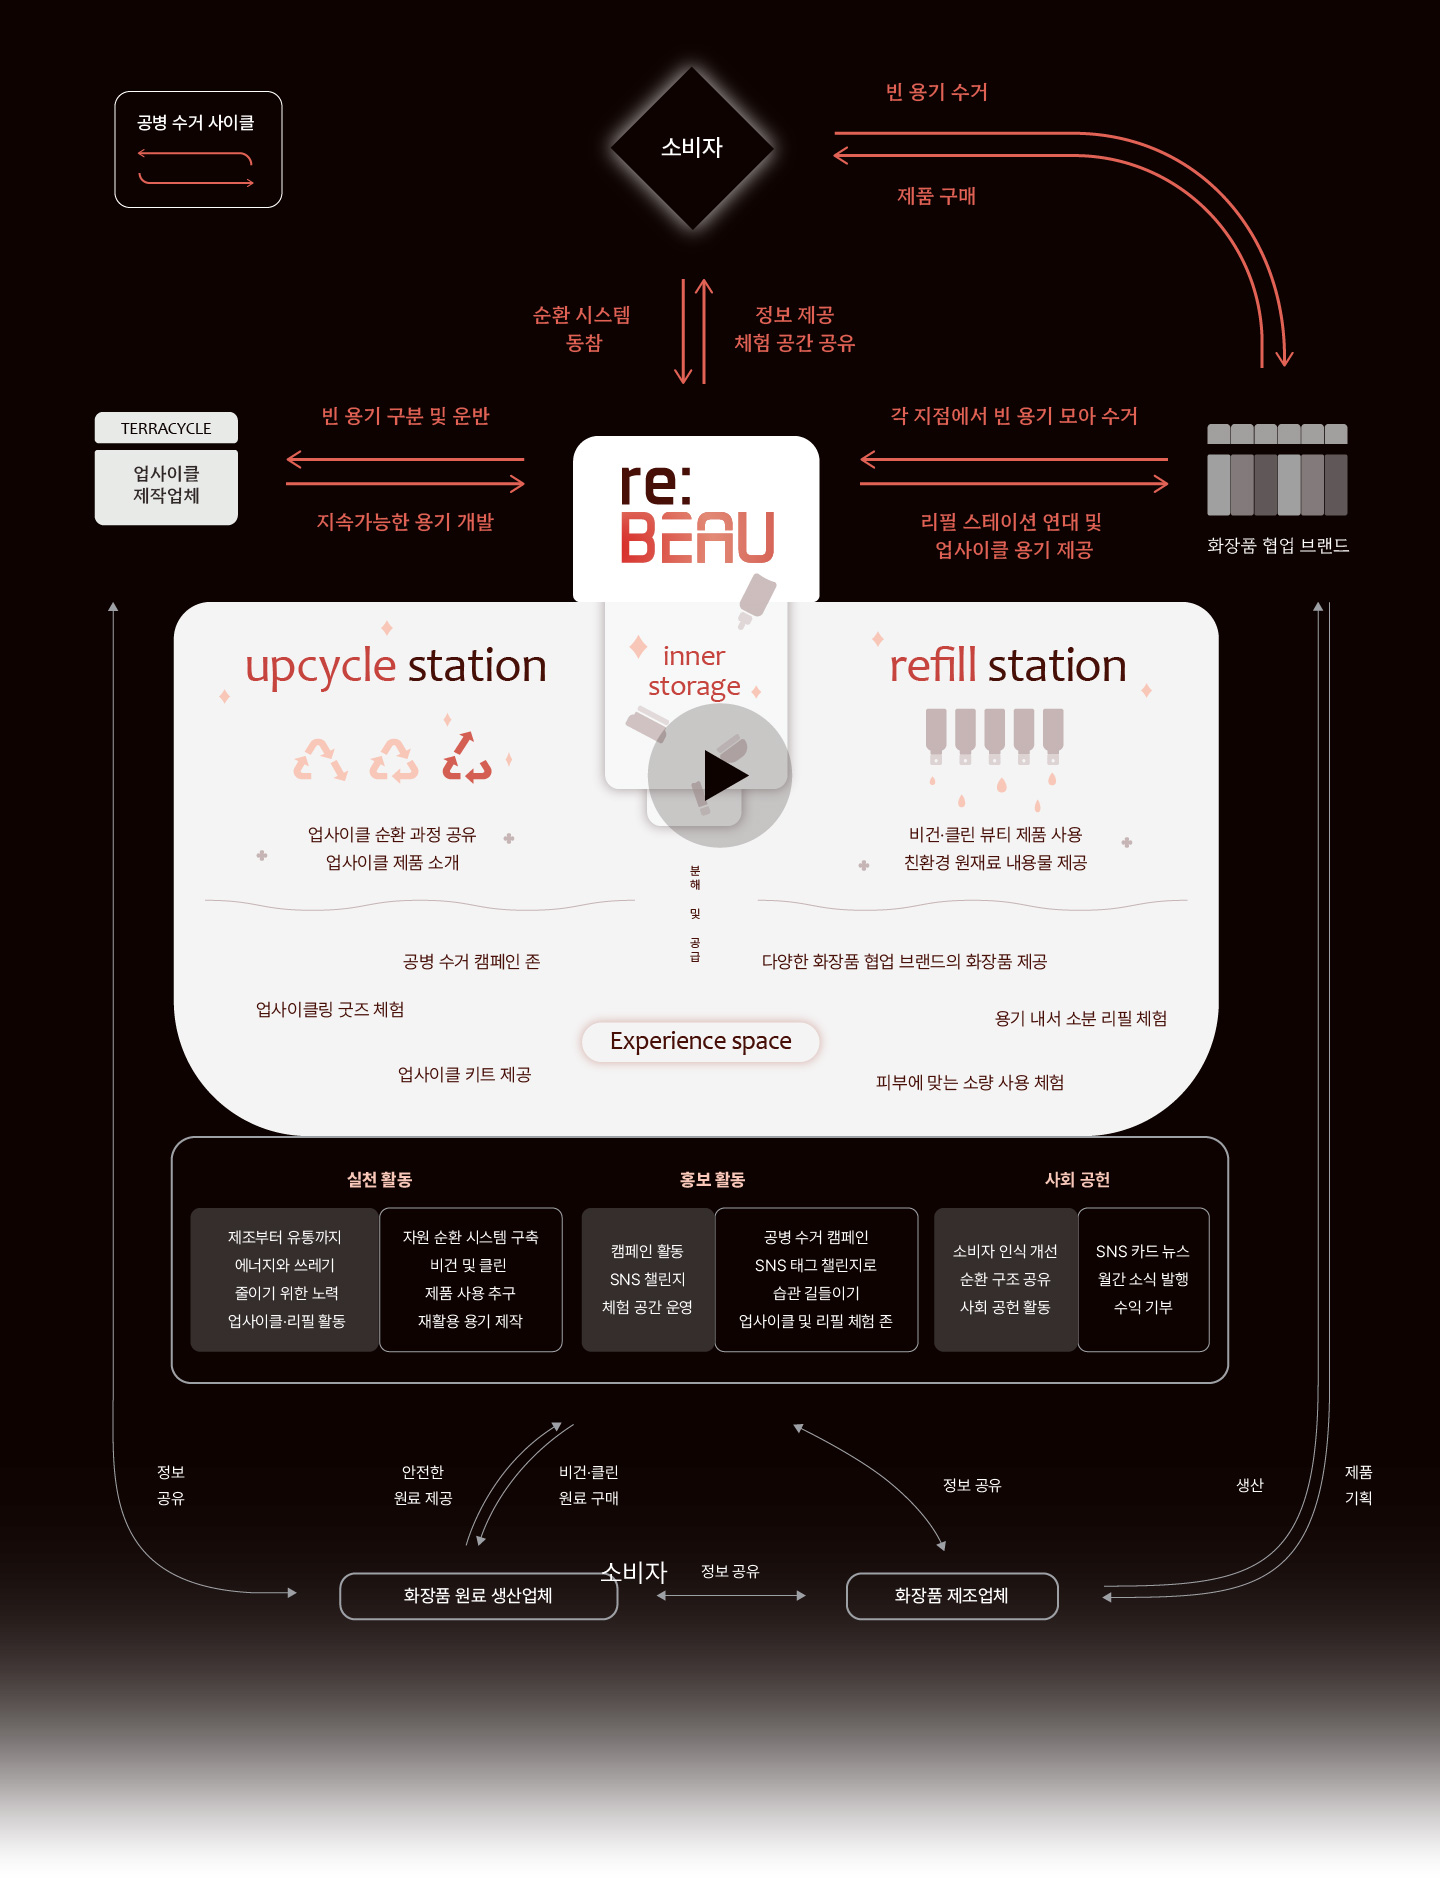 공병 수거 사이클
소비자
빈 용기 수거
제품 구매
순환 시스템
동참
정보 제공
체험 공간 공유
TERRACYCLE
업사이클
제작업체
빈 용기 구분 및 운반
지속가능한 용기 개발
re:
BEAU
각 지점에서 빈 용기 모아 수거
리필 스테이션 연대 및
업사이클 용기 제공
화장품 협업 브랜드
upcycle station
inner
storage
refill station
업사이클 순환 과정 공유
업사이클 제품 소개
비건·클린 뷰티 제품 사용
친환경 원재료 내용물 제공
분
해
및
공
급
공병 수거 캠페인 존
업사이클링 굿즈 체험
업사이클 키트 제공
다양한 화장품 협업 브랜드의 화장품 제공
용기 내서 소분 리필 체험
피부에 맞는 소량 사용 체험
Experience space
실천 활동
제조부터 유통까지
에너지와 쓰레기
줄이기 위한 노력
업사이클·리필 활동
자원 순환 시스템 구축
비건 및 클린
제품 사용 추구
재활용 용기 제작
홍보 활동
캠페인 활동
SNS 챌린지
체험 공간 운영
공병 수거 캠페인
SNS 태그 챌린지로
습관 길들이기
업사이클 및 리필 체험 존
사회 공헌
소비자 인식 개선
순환 구조 공유
사회 공헌 활동
SNS 카드 뉴스
월간 소식 발행
수익 기부
정보
공유
안전한
원료 제공
비건·클린
원료 구매
정보 공유
생산
제품
기획
소비자
정보 공유
화장품 원료 생산업체
화장품 제조업체